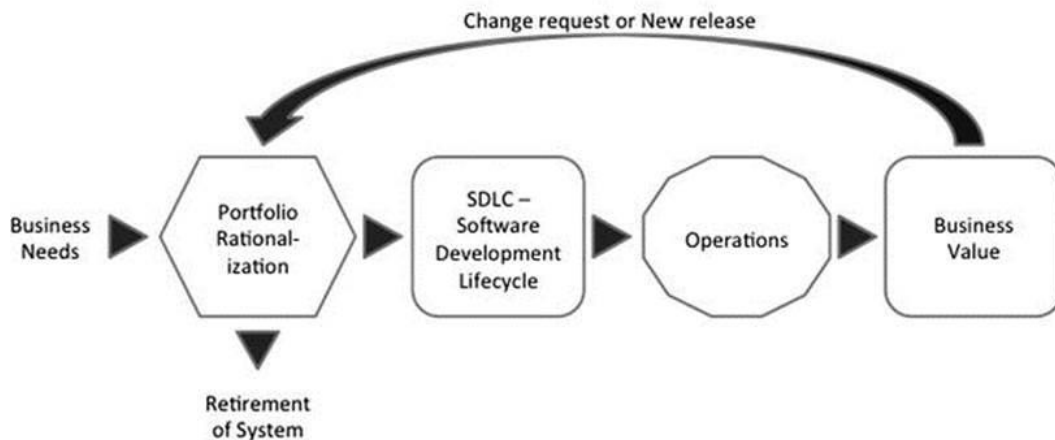 Change request or New release
Business
Needs
Portfolio
Rational-
ization
SDLC –
Software
Development
Lifecycle
Operations
Business
Value
Retirement
of System